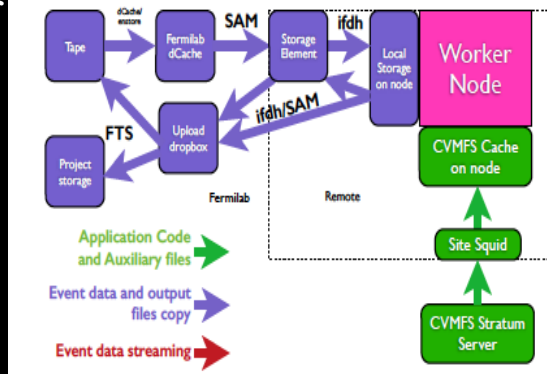 dCache/
enstore
SAM
ifdh
Tape
Fermilab
dCache
Storage
Element
Local
Storage
on node
Worker
Node
ifdh/SAM
FTS
Upload
dropbox
Project
storage
CVMFS Cache
on node
Fermilab
Remote
Application Code
and Auxiliary files
Site Squid
Event data and output
files copy
CVMFS Stratum
Server
Event data streaming